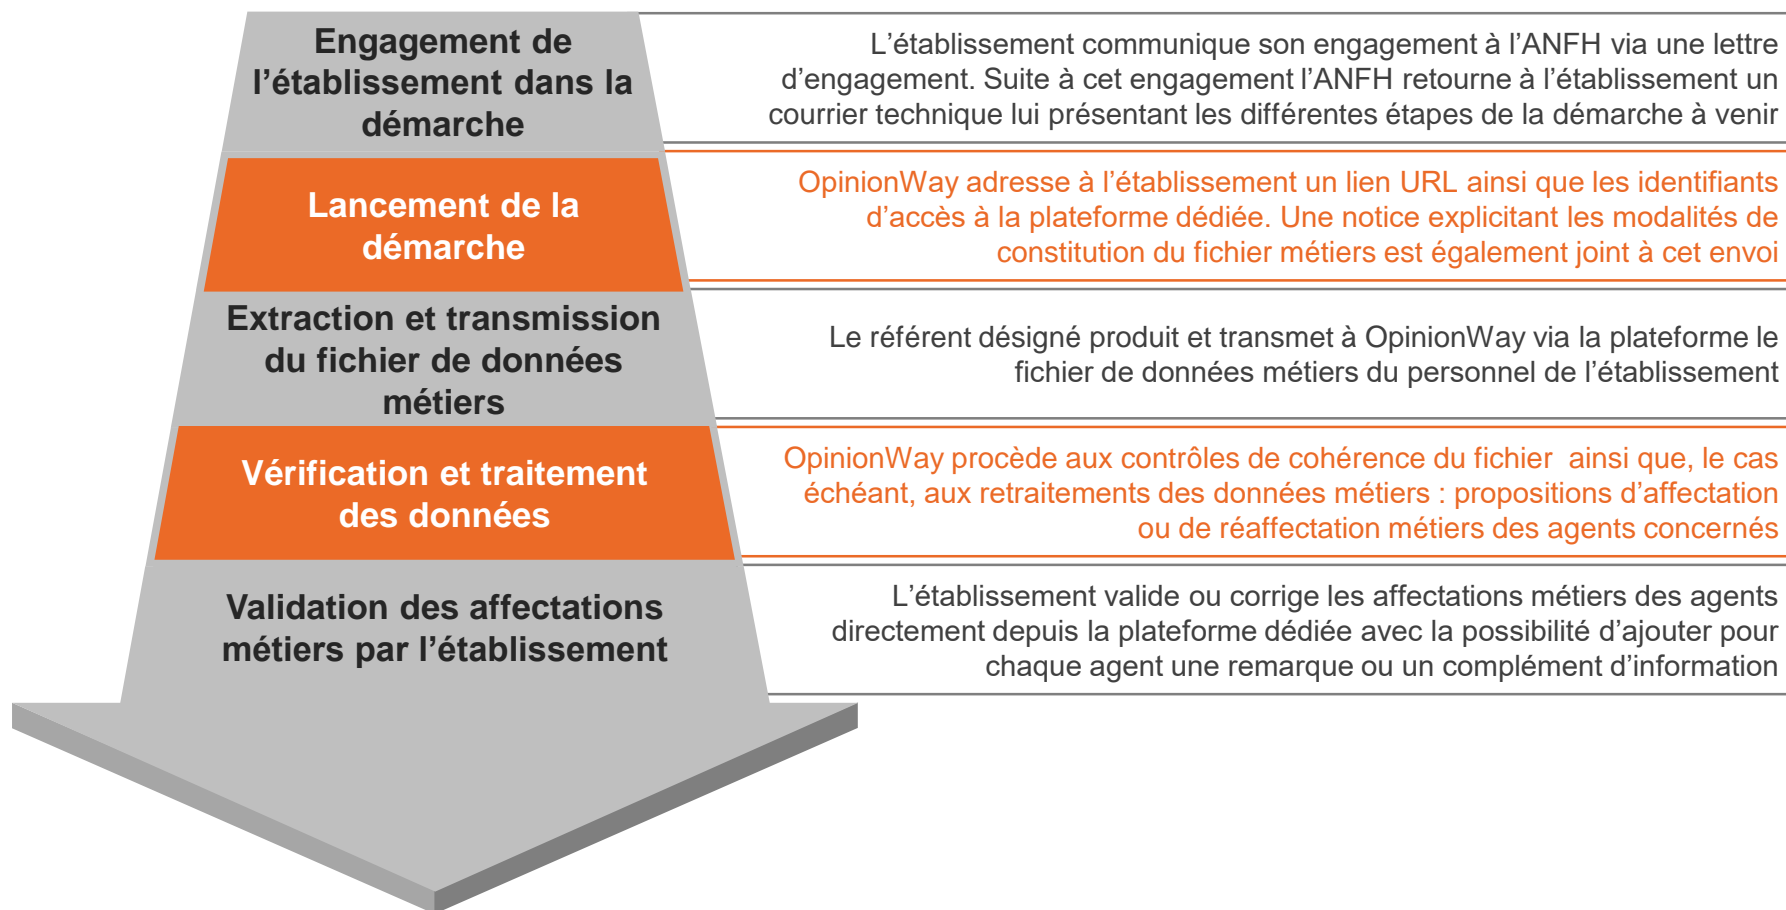 Engagement de
l’établissement dans la
démarche
L’établissement communique son engagement à l’ANFH via une lettre
d’engagement. Suite à cet engagement l’ANFH retourne à l’établissement un
courrier technique lui présentant les différentes étapes de la démarche à venir
Lancement de la
démarche
OpinionWay adresse à l’établissement un lien URL ainsi que les identifiants
d’accès à la plateforme dédiée. Une notice explicitant les modalités de
constitution du fichier métiers est également joint à cet envoi
Extraction et transmission
du fichier de données
métiers
Le référent désigné produit et transmet à OpinionWay via la plateforme le
fichier de données métiers du personnel de l’établissement
Vérification et traitement
des données
OpinionWay procède aux contrôles de cohérence du fichier  ainsi que, le cas
échéant, aux retraitements des données métiers : propositions d’affectation
ou de réaffectation métiers des agents concernés
Validation des affectations
métiers par l’établissement
L’établissement valide ou corrige les affectations métiers des agents
directement depuis la plateforme dédiée avec la possibilité d’ajouter pour
chaque agent une remarque ou un complément d’information